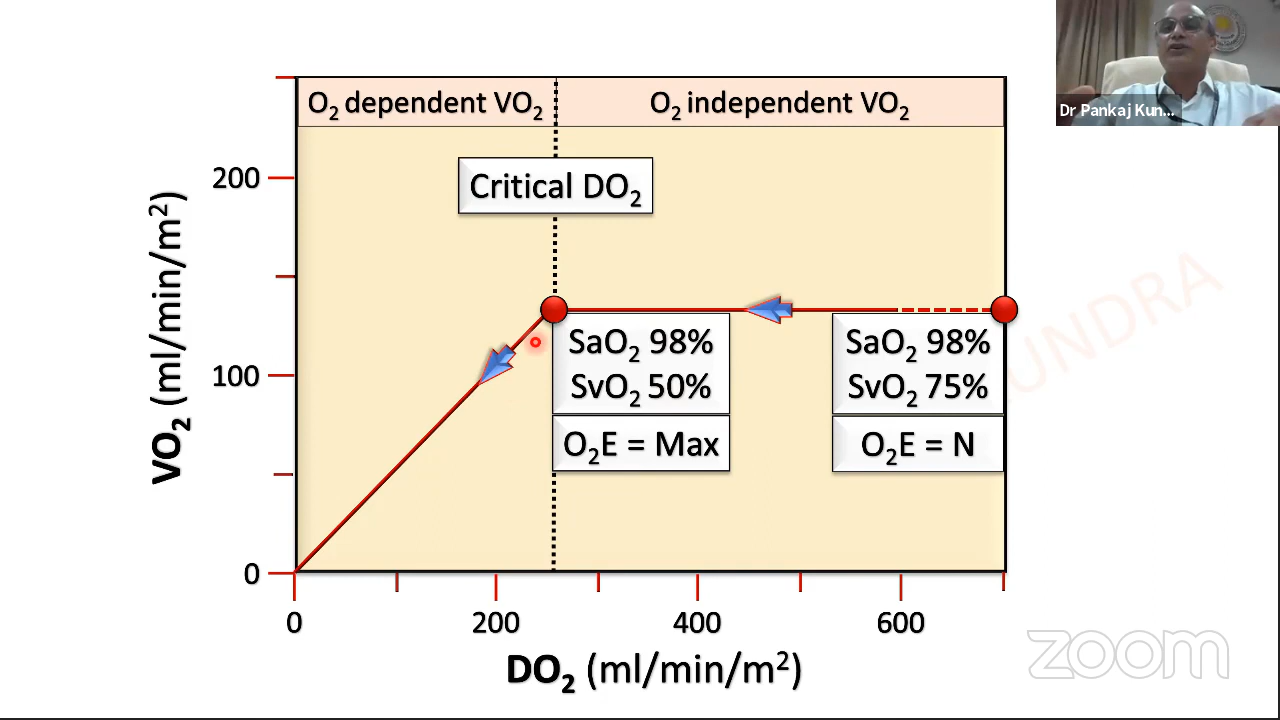 Dr Pankaj Kun...
O₂ dependent VO₂
O₂ independent VO₂
Critical DO₂
200
100
0
VO₂ (ml/min/m²)
SaO₂ 98%
SvO₂ 50%
O₂E = Max
SaO₂ 98%
SvO₂ 75%
O₂E = N
KUNDRA
0
200
400
600
DO₂ (ml/min/m²)
zoom